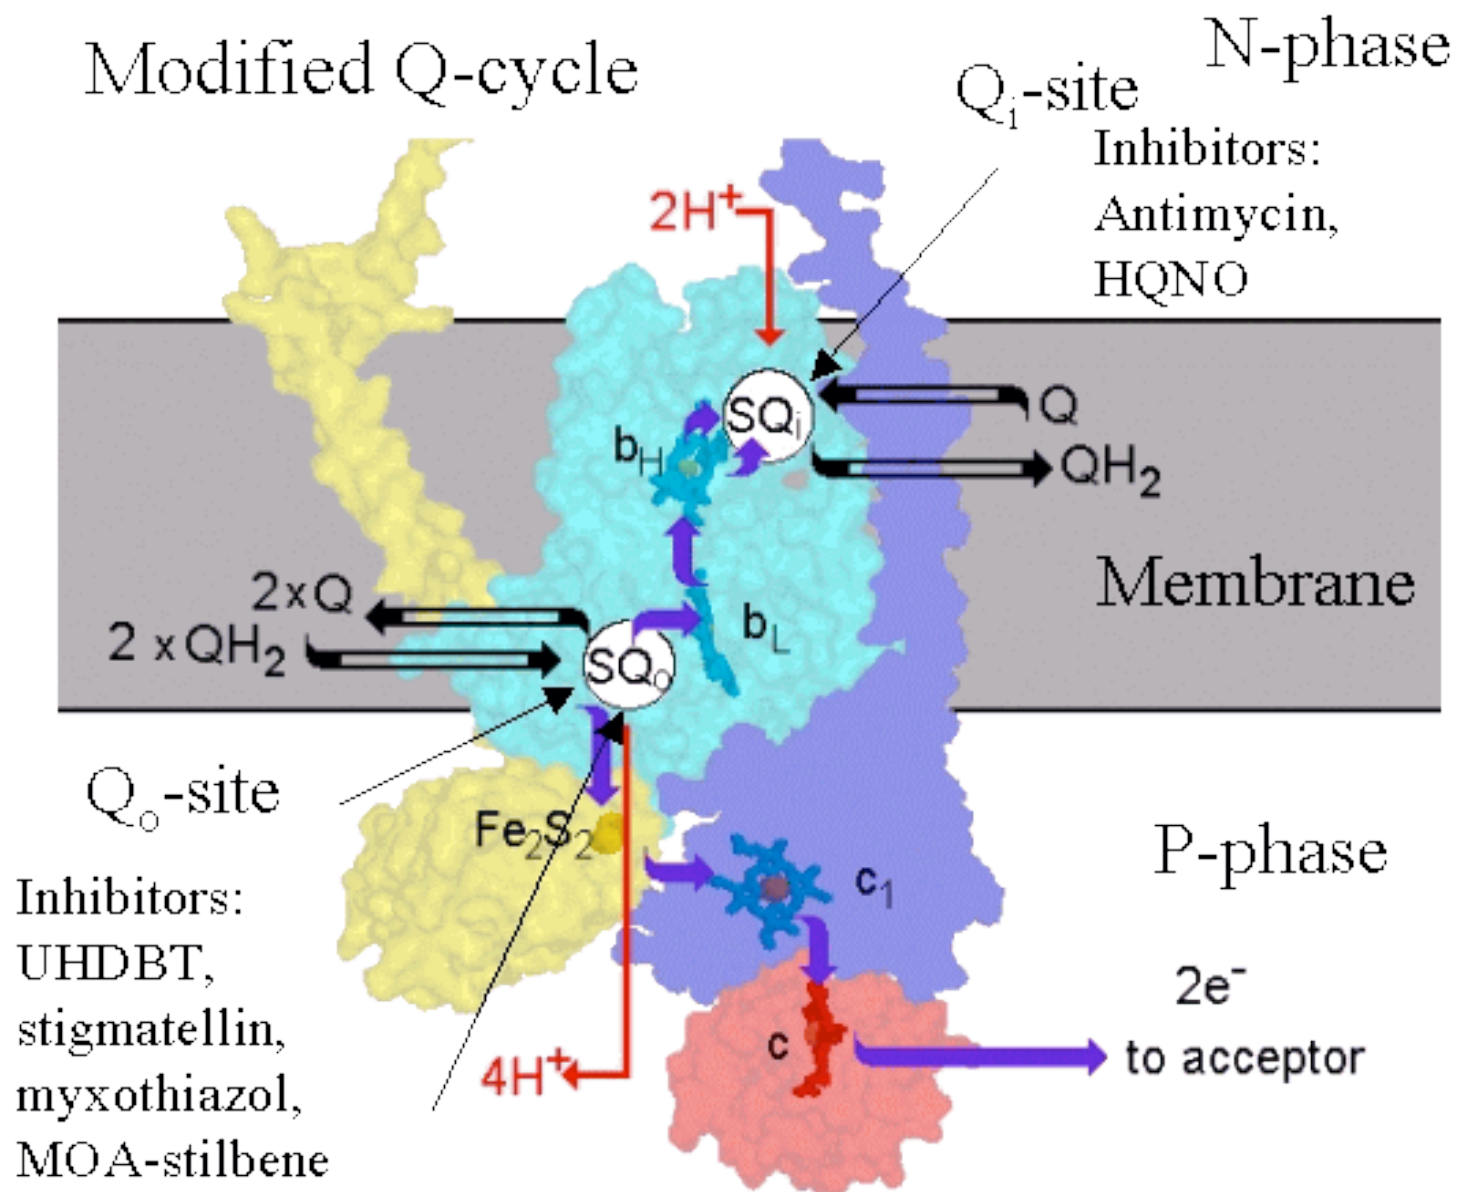 Modified Q-cycle
N-phase
Qi-site
Inhibitors:
Antimycin,
HQNO
2H+
SQi
Q
bH
QH2
Membrane
2xQ
2 xQH2
bL
SQo
Qo-site
Fe2S2
P-phase
c1
Inhibitors:
UHDBT,
stigmatellin,
myxothiazol,
MOA-stilbene
2e-
to acceptor
c
4H+